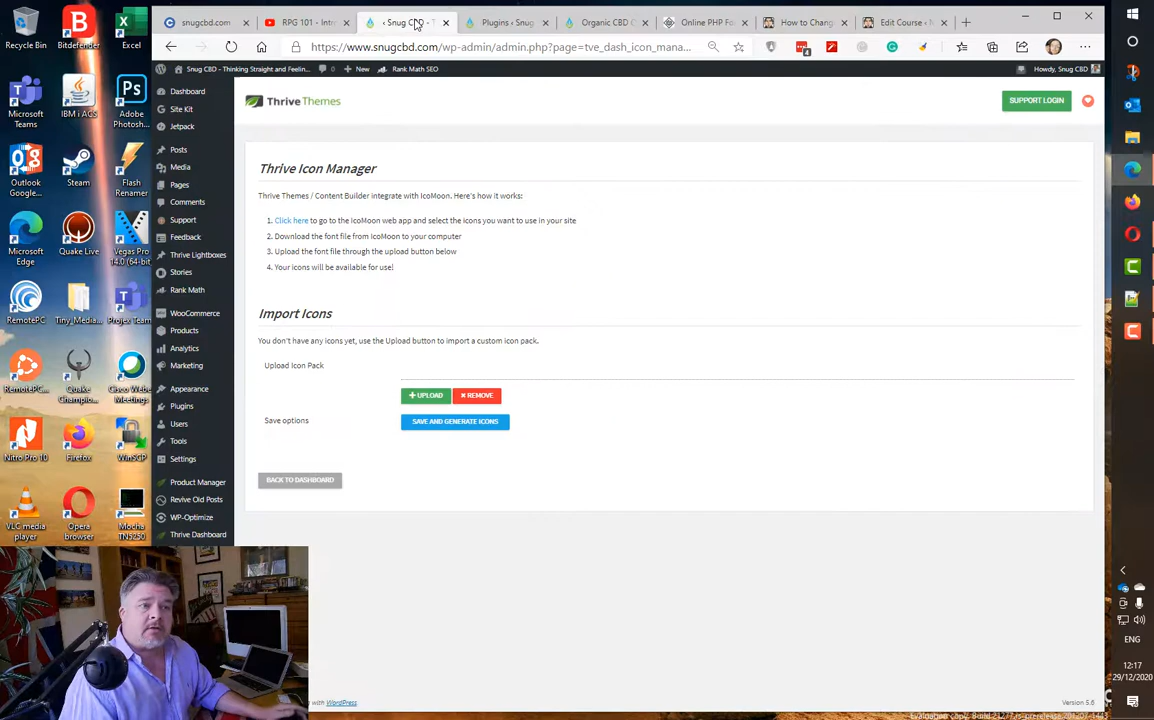 Recycle Bin
Bitdefender
Excel
Microsoft Teams
IBM i ACS
Adobe Photosh...
Outlook Google...
Steam
Flash Renamer
Microsoft Edge
Quake Live
Vegas Pro 14.0 (64-bit)
RemotePC
Tiny_Media...
Projex Team...
RemotePC...
Quake Champio...
Cisco Webex Meetings
Nitro Pro 10
Firefox
WinSCP
VLC media player
Opera browser
Mocha TN5250
snugcbd.com
RPG 101 - Intr
‹ Snug CBD - T
Plugins ‹ Snug
Organic CBD
Online PHP Fo
How to Chang
Edit Course ‹ N
https://www.snugcbd.com/wp-admin/admin.php?page=tve_dash_icon_mana...
Snug CBD - Thinking Straight and Feelin...
0
New
Rank Math SEO
Howdy, Snug CBD
Dashboard
Site Kit
Jetpack
Posts
Media
Pages
Comments
Support
Feedback
Thrive Lightboxes
Stories
Rank Math
WooCommerce
Products
Analytics
Marketing
Appearance
Plugins
Users
Tools
Settings
Product Manager
Revive Old Posts
WP-Optimize
Thrive Dashboard
Thrive Themes
SUPPORT LOGIN
Thrive Icon Manager
Thrive Themes / Content Builder integrate with IcoMoon. Here's how it works:
1. Click here to go to the IcoMoon web app and select the icons you want to use in your site
2. Download the font file from IcoMoon to your computer
3. Upload the font file through the upload button below
4. Your icons will be available for use!
Import Icons
You don't have any icons yet, use the Upload button to import a custom icon pack.
Upload Icon Pack
+ UPLOAD
× REMOVE
Save options
SAVE AND GENERATE ICONS
BACK TO DASHBOARD
with WordPress.
Version 5.6
ENG
12:17
29/12/2020